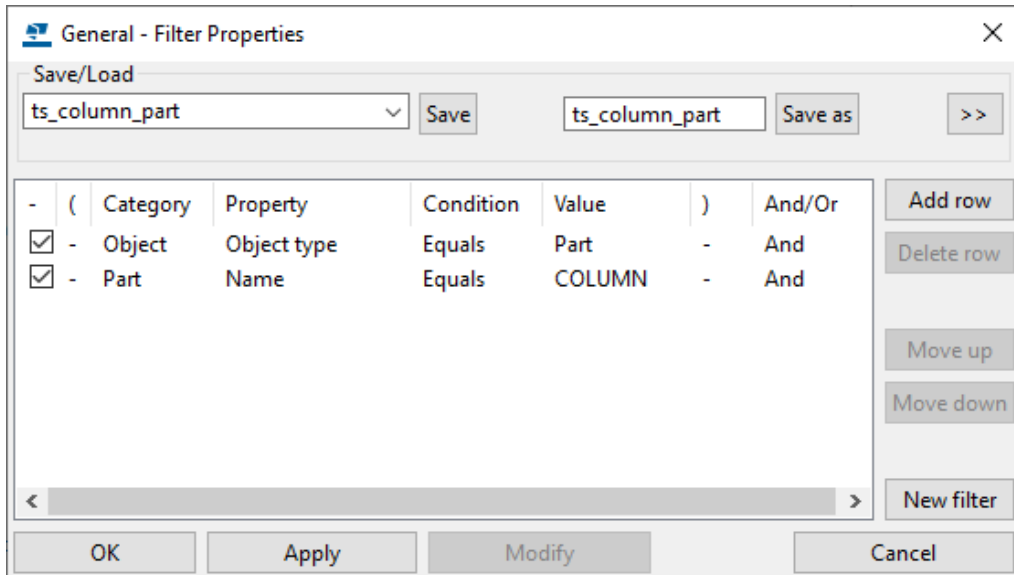 General - Filter Properties
Save/Load
ts_column_part Save ts_column_part Save as >>
- ( Category Property Condition Value ) And/Or Add row
- Object Object type Equals Part - And
Delete row
- Part Name Equals COLUMN - And
Move up
Move down
New filter
OK Apply Modify Cancel